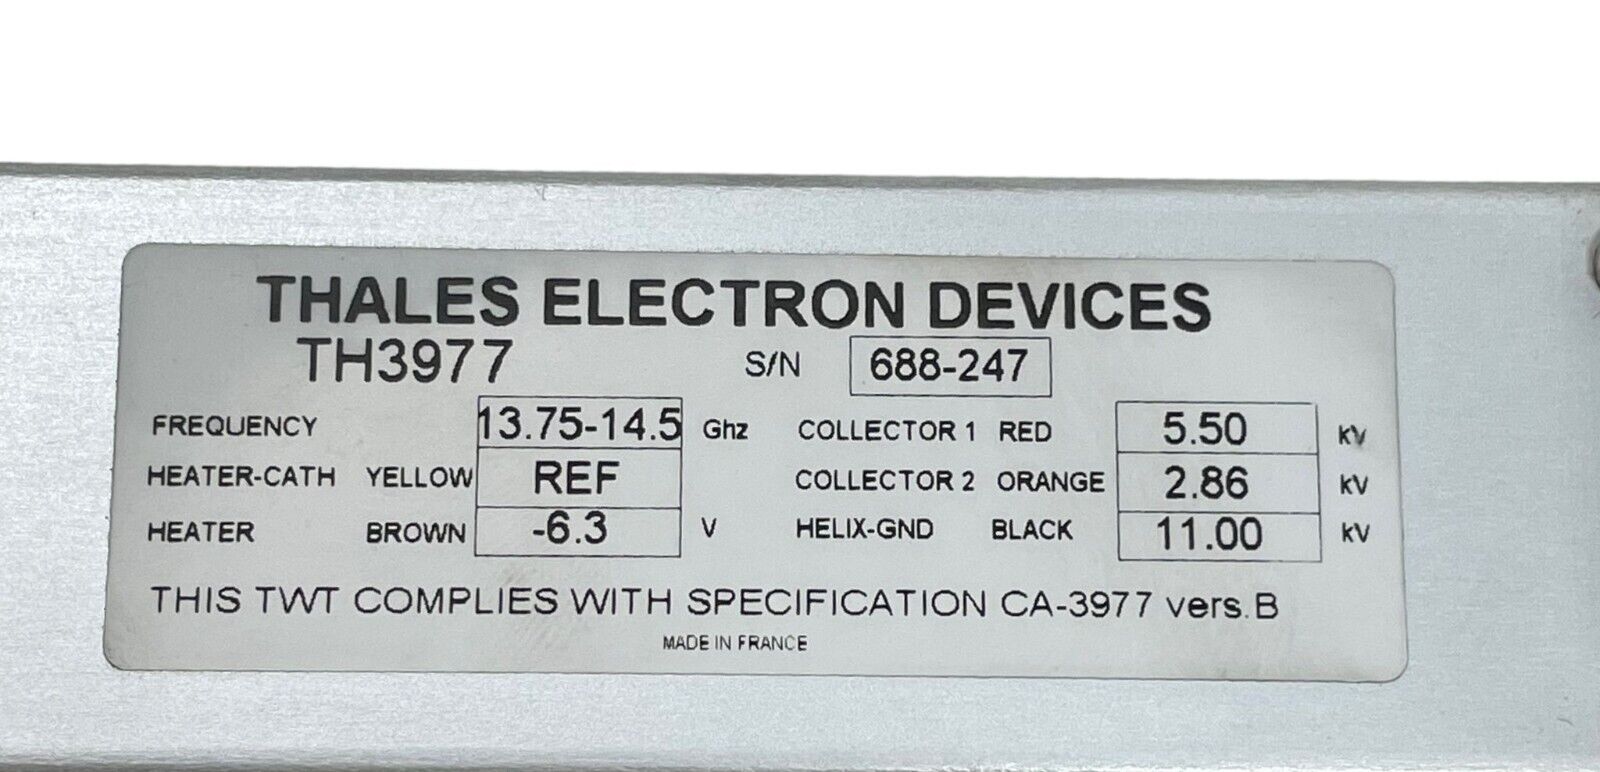 THALES ELECTRON DEVICES
TH3977 S/N 688-247
FREQUENCY 13.75-14.5 Ghz COLLECTOR 1 RED 5.50 kV
HEATER-CATH YELLOW REF COLLECTOR 2 ORANGE 2.86 kV
HEATER BROWN -6.3 V HELIX-GND BLACK 11.00 kV
THIS TWT COMPLIES WITH SPECIFICATION CA-3977 vers.B
MADE IN FRANCE